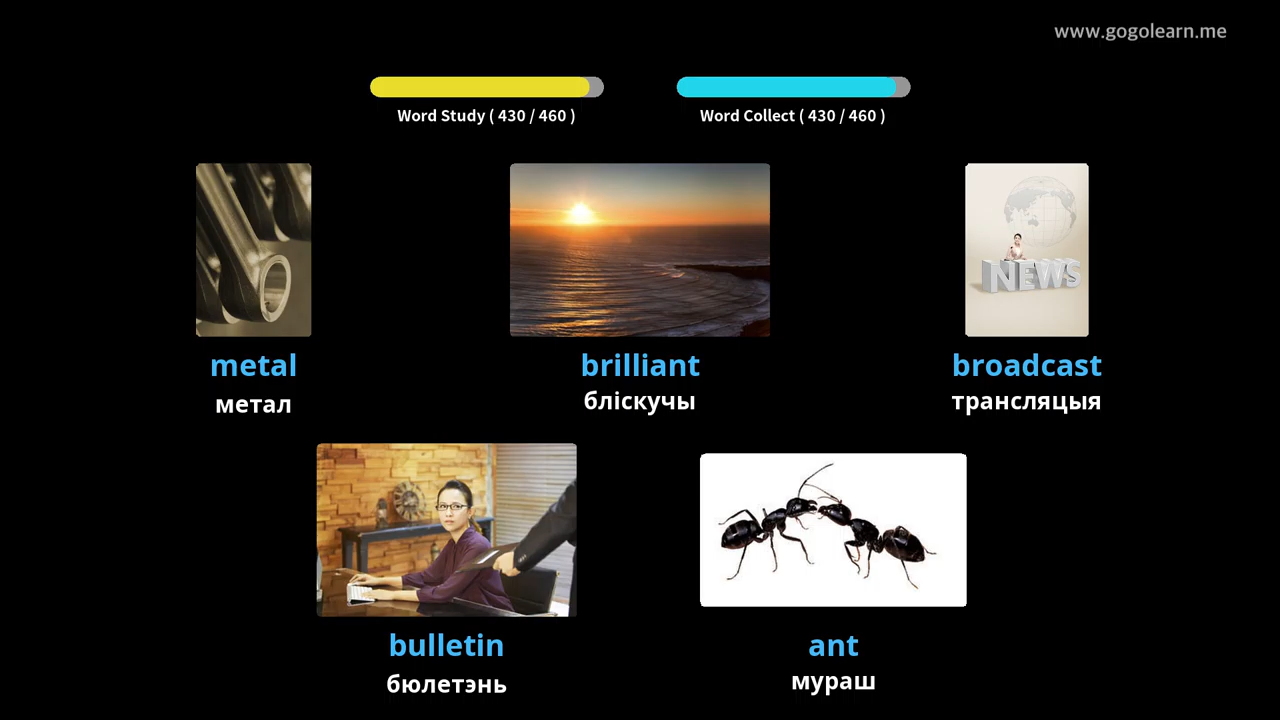 www.gogolearn.me
Word Study ( 430 / 460 )
Word Collect ( 430 / 460 )
NEWS
metal
метал
brilliant
бліскучы
broadcast
трансляцыя
bulletin
бюлетэнь
ant
мураш